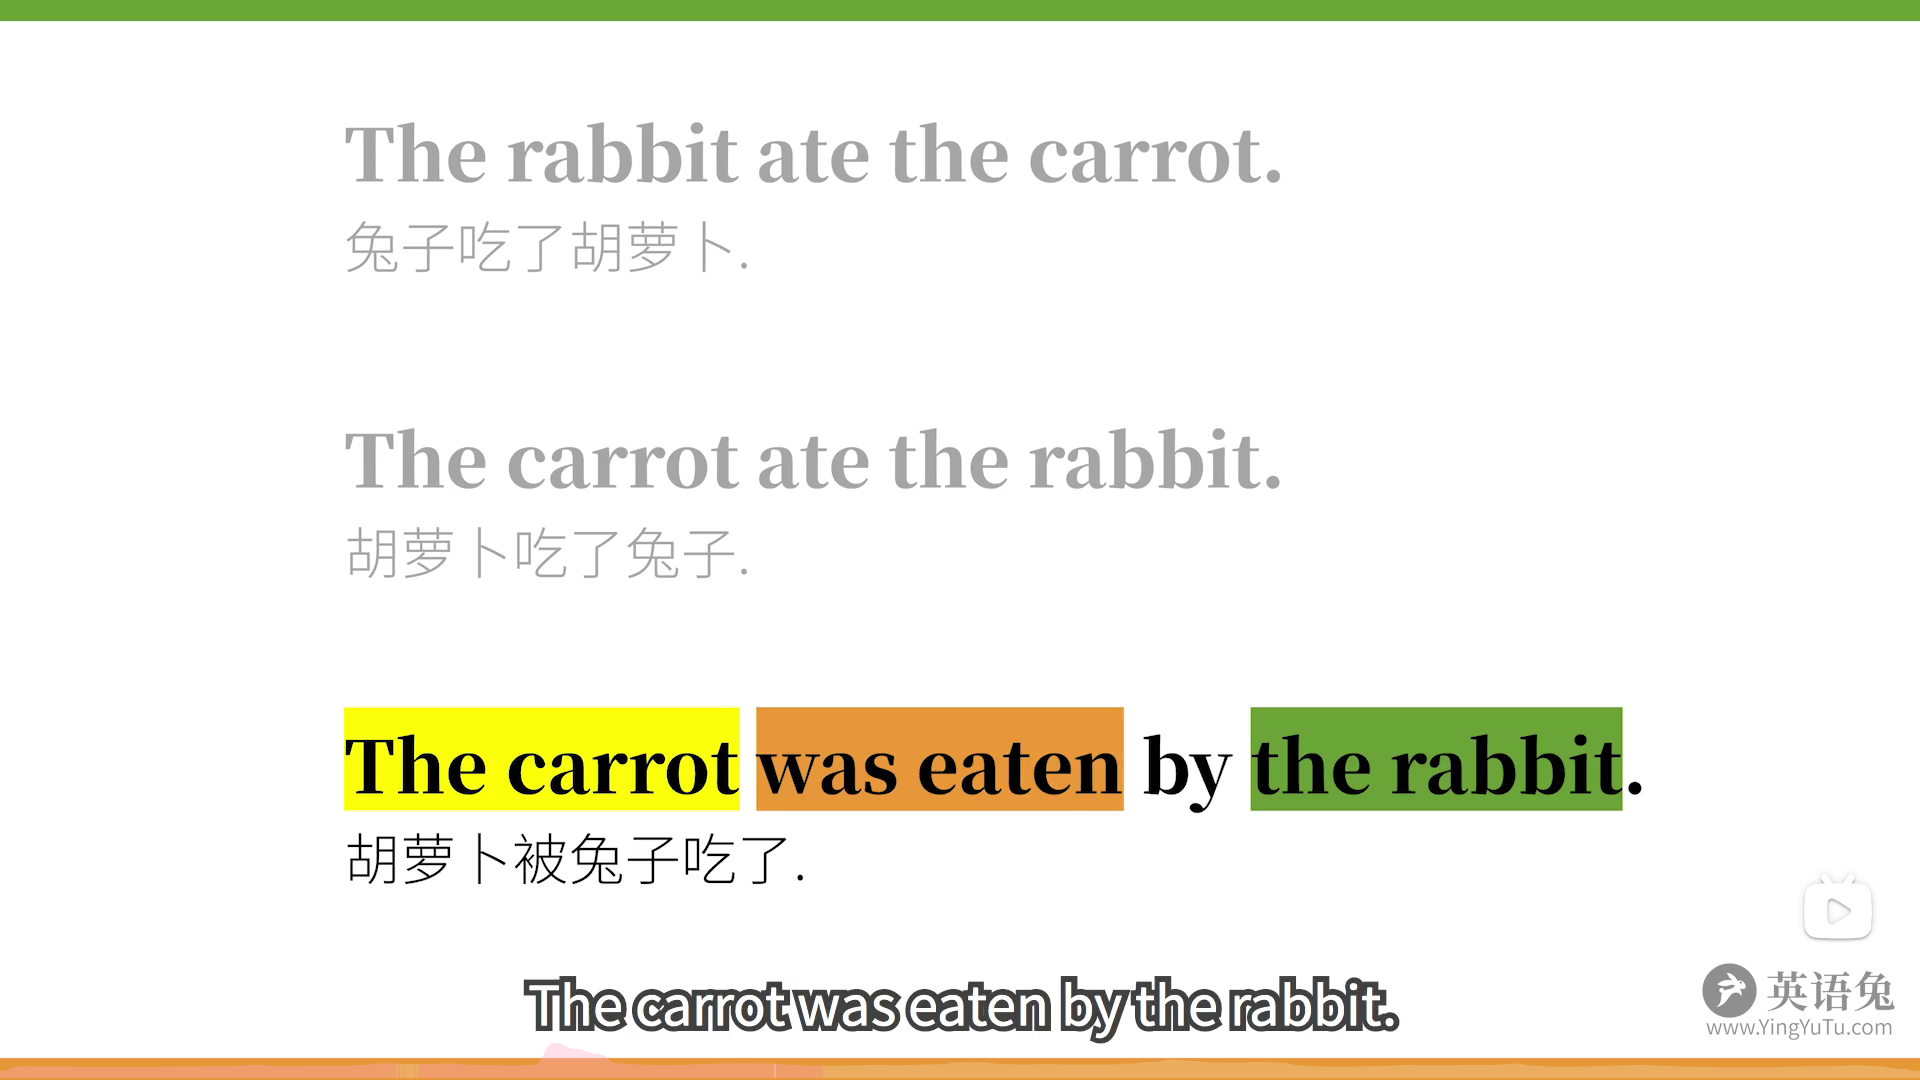 The rabbit ate the carrot.
兔子吃了胡萝卜.
The carrot ate the rabbit.
胡萝卜吃了兔子.
The carrot was eaten by the rabbit.
胡萝卜被兔子吃了.
The carrot was eaten by the rabbit.
英语兔
www.YingYuTu.com